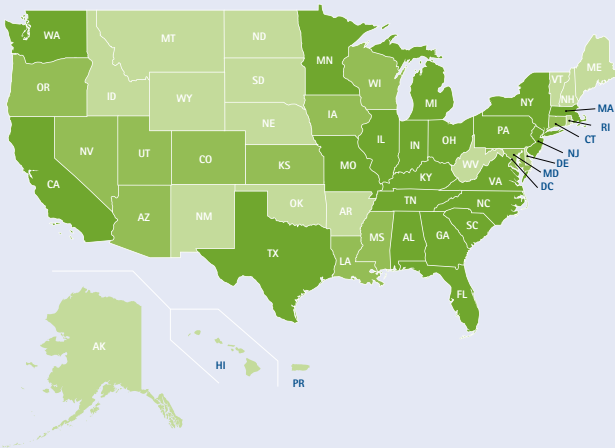 WA
MT
ND
MN
ME
VT
NH
OR
ID
SD
WI
MI
NY
MA
WY
RI
IA
PA
CT
NE
NJ
NV
UT
CO
IL
IN
OH
DE
WV
MD
KS
MO
KY
VA
DC
CA
TN
NC
AZ
NM
OK
AR
SC
MS
AL
GA
TX
LA
FL
AK
HI
PR